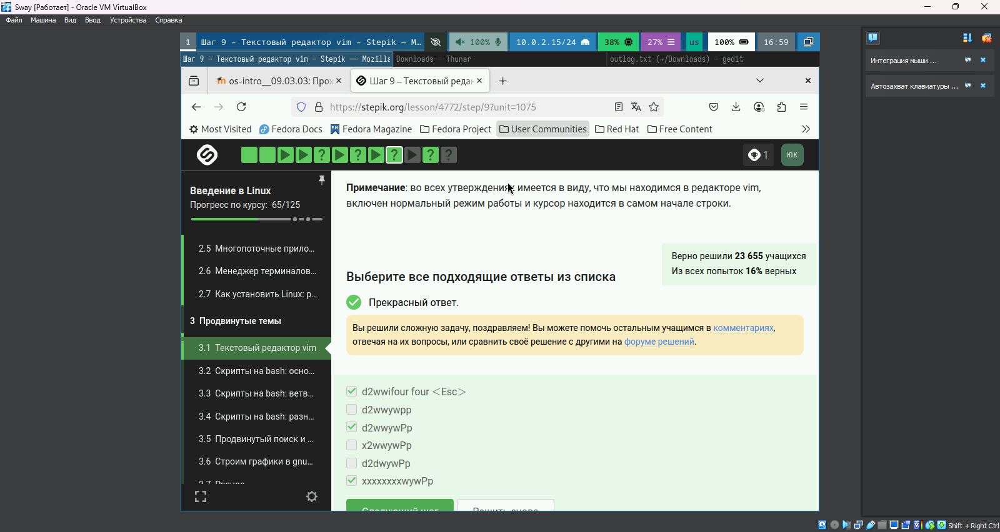 Sway [Работает] - Oracle VM VirtualBox
Файл Машина Вид Ввод Устройства Справка
1 Шаг 9 – Текстовый редактор vim – Stepik — M… 100% 10.0.2.15/24 38% 27% us 100% 16:59
Шаг 9 – Текстовый редактор vim – Stepik — Mozilla Downloads – Thunar outlog.txt (~/Downloads) – gedit
os-intro__09.03.03: Прох Шаг 9 – Текстовый редак
https://stepik.org/lesson/4772/step/9?unit=1075
Most Visited Fedora Docs Fedora Magazine Fedora Project User Communities Red Hat Free Content
1 ЮК
Введение в Linux
Прогресс по курсу: 65/125
2.5 Многопоточные прило...
2.6 Менеджер терминалов...
2.7 Как установить Linux: р...
3 Продвинутые темы
3.1 Текстовый редактор vim
3.2 Скрипты на bash: осно...
3.3 Скрипты на bash: ветв...
3.4 Скрипты на bash: разн...
3.5 Продвинутый поиск и ...
3.6 Строим графики в gnu...
3.7 Разное
Примечание: во всех утверждениях имеется в виду, что мы находимся в редакторе vim,
включен нормальный режим работы и курсор находится в самом начале строки.
Верно решили 23 655 учащихся
Из всех попыток 16% верных
Выберите все подходящие ответы из списка
Прекрасный ответ.
Вы решили сложную задачу, поздравляем! Вы можете помочь остальным учащимся в комментариях,
отвечая на их вопросы, или сравнить своё решение с другими на форуме решений.
d2wwifour four <Esc>
d2wwywpp
d2wwywPp
x2wwywPp
d2dwywPp
xxxxxxxxwywPp
Следующий шаг Решить снова
Интеграция мыши ...
Автозахват клавиатуры ...
Shift + Right Ctrl